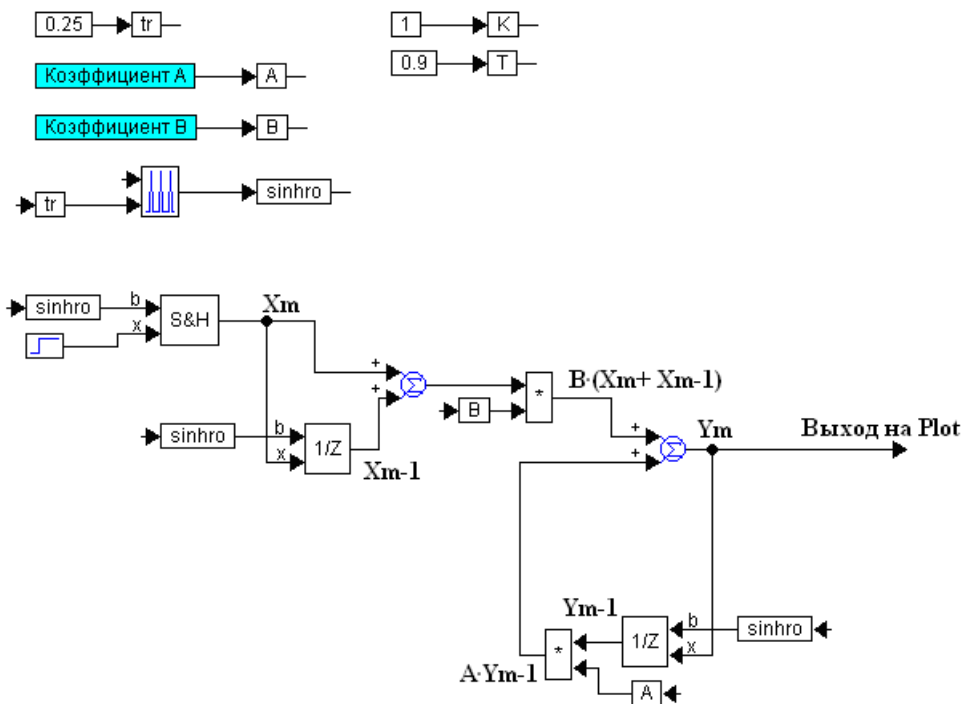 0.25 tr 1 K
0.9 T
Коэффициент A A
Коэффициент B B
tr sinhro
sinhro b x S&H Xm
+ + Σ B * B·(Xm+ Xm-1)
sinhro b x 1/Z Xm-1
+ + Σ Ym Выход на Plot
Ym-1 b x 1/Z sinhro
* A·Ym-1 A